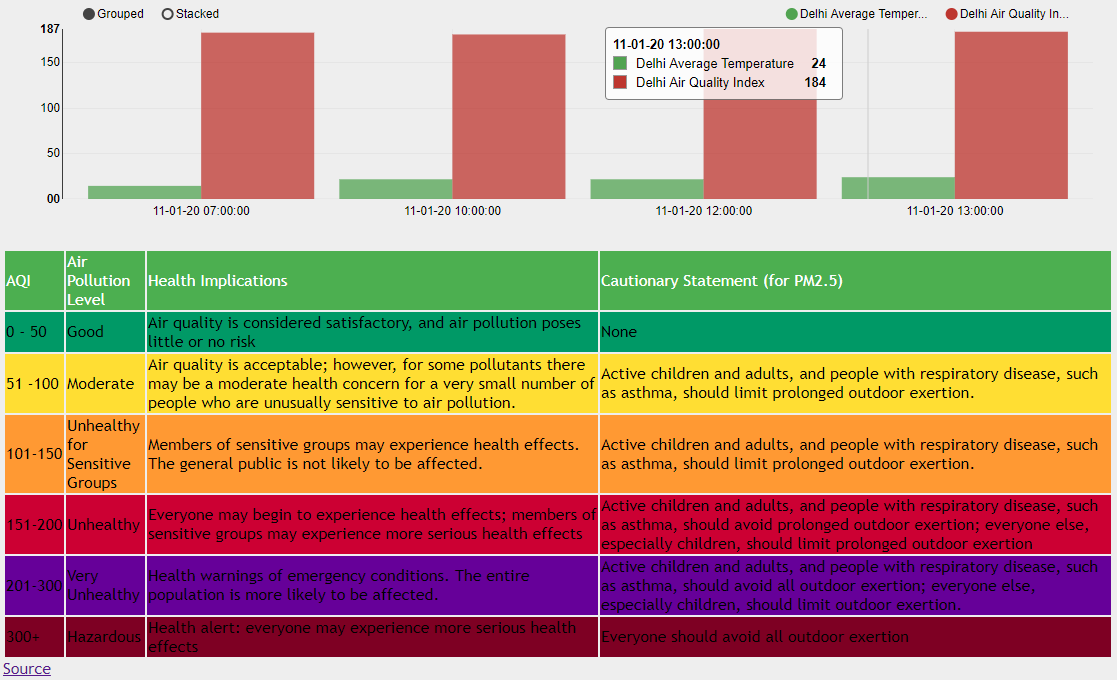 Grouped Stacked Delhi Average Temper... Delhi Air Quality In...
187
150
100
50
00
11-01-20 13:00:00
Delhi Average Temperature 24
Delhi Air Quality Index 184
11-01-20 07:00:00 11-01-20 10:00:00 11-01-20 12:00:00 11-01-20 13:00:00
AQI
Air
Pollution
Level
Health Implications
Cautionary Statement (for PM2.5)
0 - 50
Good
Air quality is considered satisfactory, and air pollution poses
little or no risk
None
51 -100
Moderate
Air quality is acceptable; however, for some pollutants there
may be a moderate health concern for a very small number of
people who are unusually sensitive to air pollution.
Active children and adults, and people with respiratory disease, such
as asthma, should limit prolonged outdoor exertion.
101-150
Unhealthy
for
Sensitive
Groups
Members of sensitive groups may experience health effects.
The general public is not likely to be affected.
Active children and adults, and people with respiratory disease, such
as asthma, should limit prolonged outdoor exertion.
151-200
Unhealthy
Everyone may begin to experience health effects; members of
sensitive groups may experience more serious health effects
Active children and adults, and people with respiratory disease, such
as asthma, should avoid prolonged outdoor exertion; everyone else,
especially children, should limit prolonged outdoor exertion
201-300
Very
Unhealthy
Health warnings of emergency conditions. The entire
population is more likely to be affected.
Active children and adults, and people with respiratory disease, such
as asthma, should avoid all outdoor exertion; everyone else,
especially children, should limit outdoor exertion.
300+
Hazardous
Health alert: everyone may experience more serious health
effects
Everyone should avoid all outdoor exertion
Source